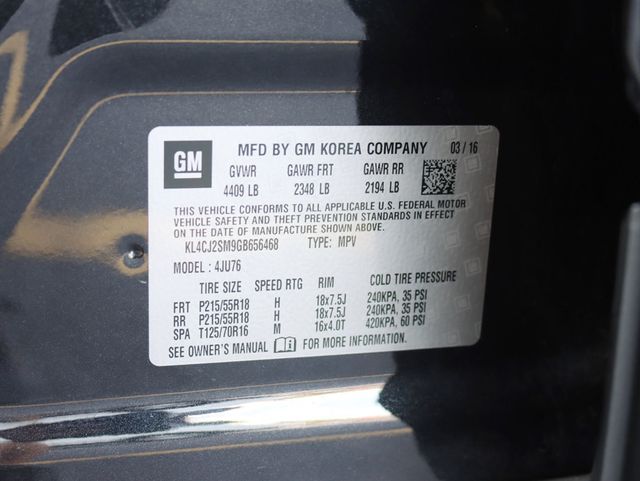 GM MFD BY GM KOREA COMPANY 03/16
GVWR GAWR FRT GAWR RR
4409 LB 2348 LB 2194 LB
THIS VEHICLE CONFORMS TO ALL APPLICABLE U.S. FEDERAL MOTOR
VEHICLE SAFETY AND THEFT PREVENTION STANDARDS IN EFFECT
ON THE DATE OF MANUFACTURE SHOWN ABOVE.
KL4CJ2SM9GB656468 TYPE: MPV
MODEL : 4JU76
TIRE SIZE SPEED RTG RIM COLD TIRE PRESSURE
FRT P215/55R18 H 18x7.5J 240KPA, 35 PSI
RR P215/55R18 H 18x7.5J 240KPA, 35 PSI
SPA T125/70R16 M 16x4.0T 420KPA, 60 PSI
SEE OWNER'S MANUAL FOR MORE INFORMATION.